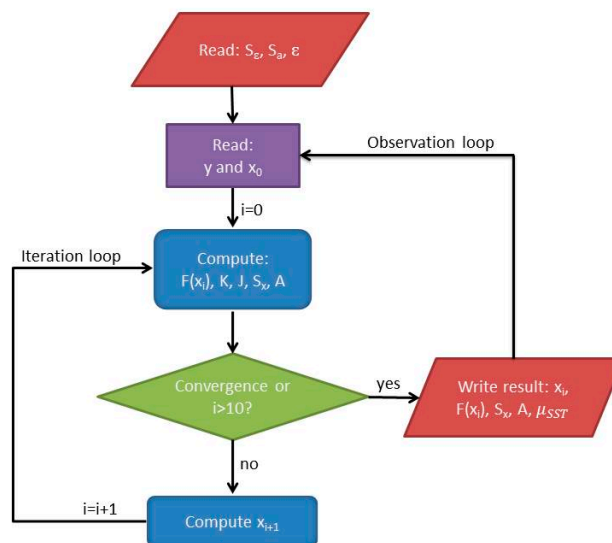 Read: Sε, Sa, ε
Read:
y and x0
Observation loop
i=0
Iteration loop
Compute:
F(xi), K, J, Sx, A
Convergence or
i>10?
yes
Write result: xi,
F(xi), Sx, A, μSST
no
i=i+1
Compute xi+1